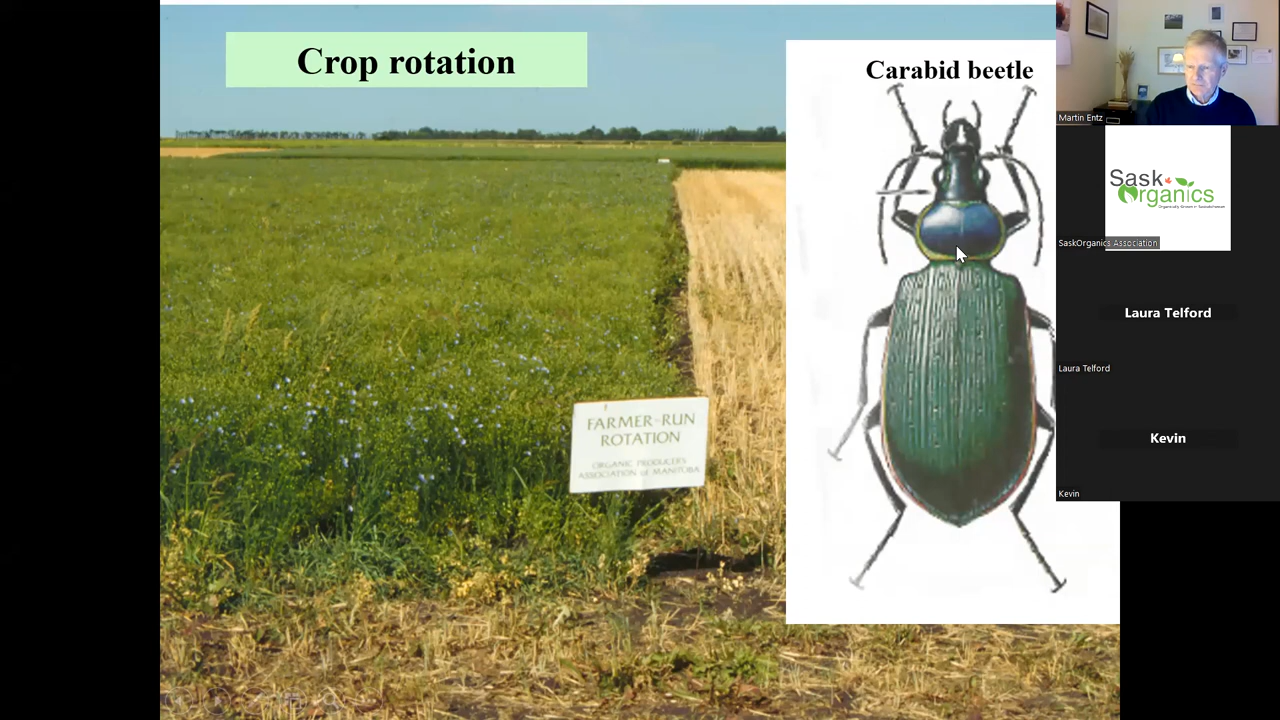 Crop rotation
Carabid beetle
FARMER-RUN
ROTATION
ORGANIC PRODUCERS
ASSOCIATION of MANITOBA
Martin Entz
Sask
Organics
SaskOrganics Association
Laura Telford
Laura Telford
Kevin
Kevin